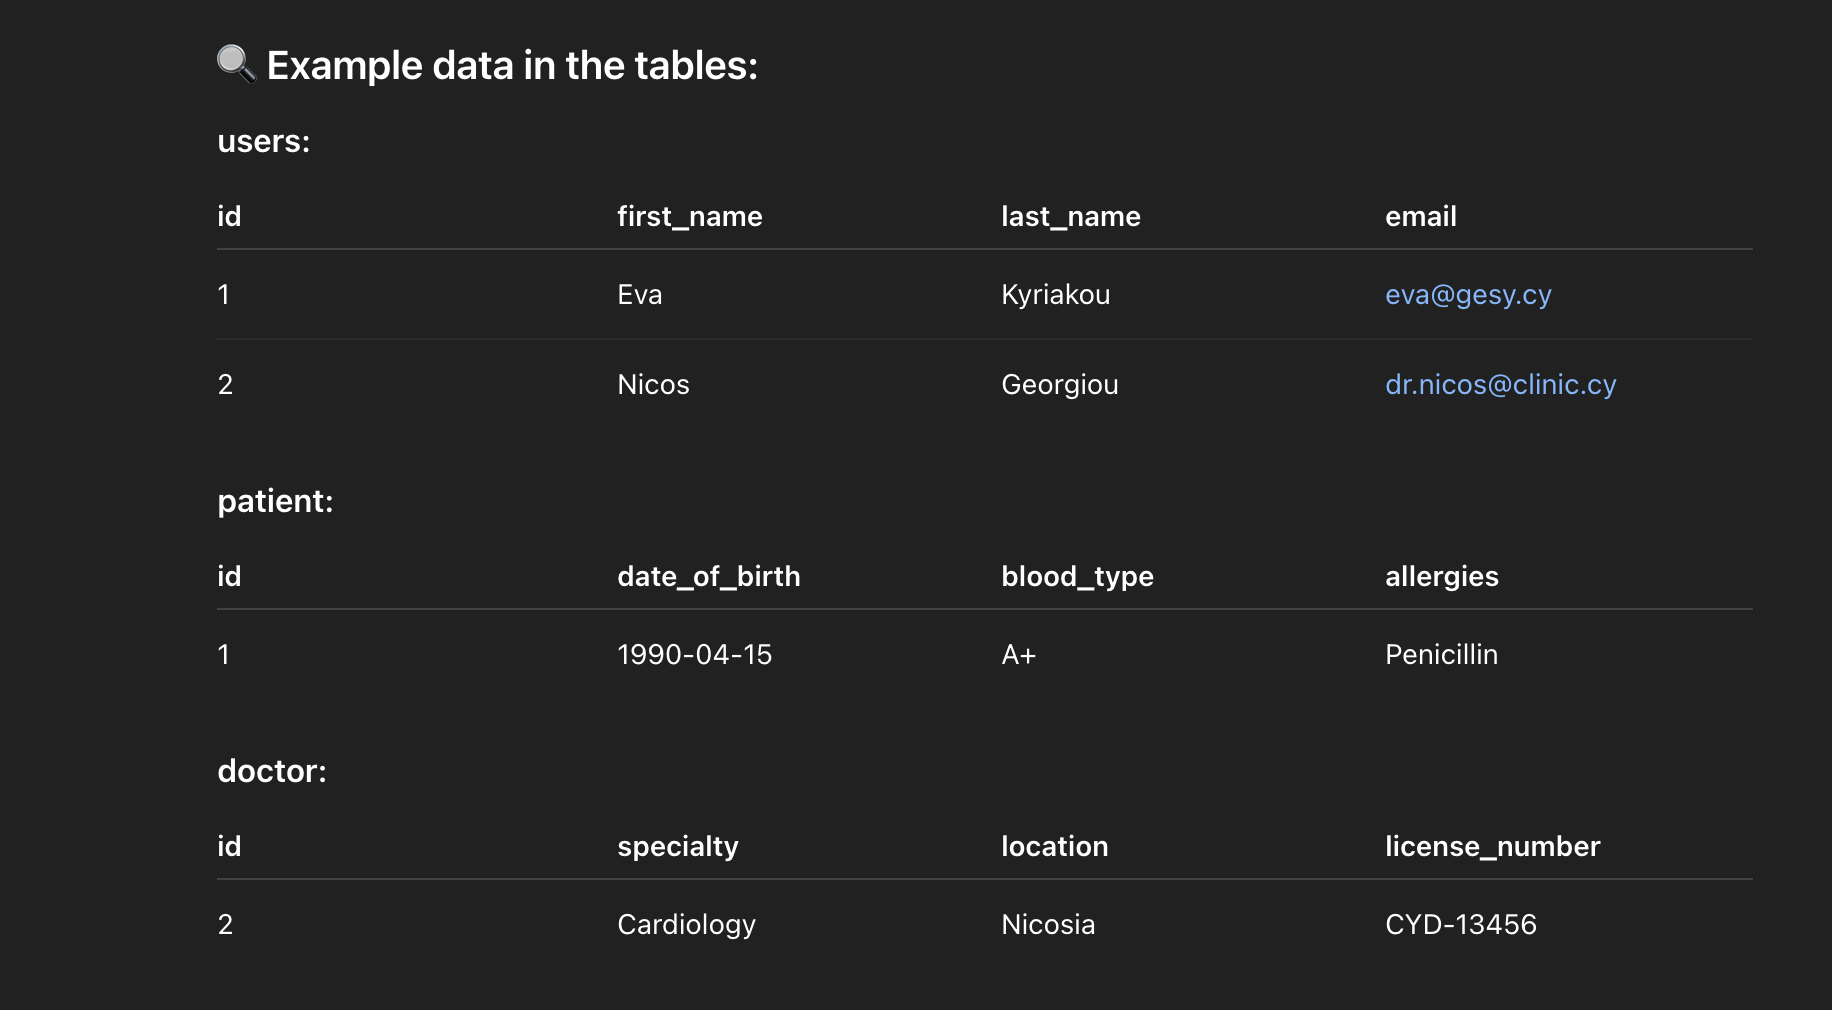 🔍 Example data in the tables:
users:
id first_name last_name email
1 Eva Kyriakou eva@gesy.cy
2 Nicos Georgiou dr.nicos@clinic.cy
patient:
id date_of_birth blood_type allergies
1 1990-04-15 A+ Penicillin
doctor:
id specialty location license_number
2 Cardiology Nicosia CYD-13456